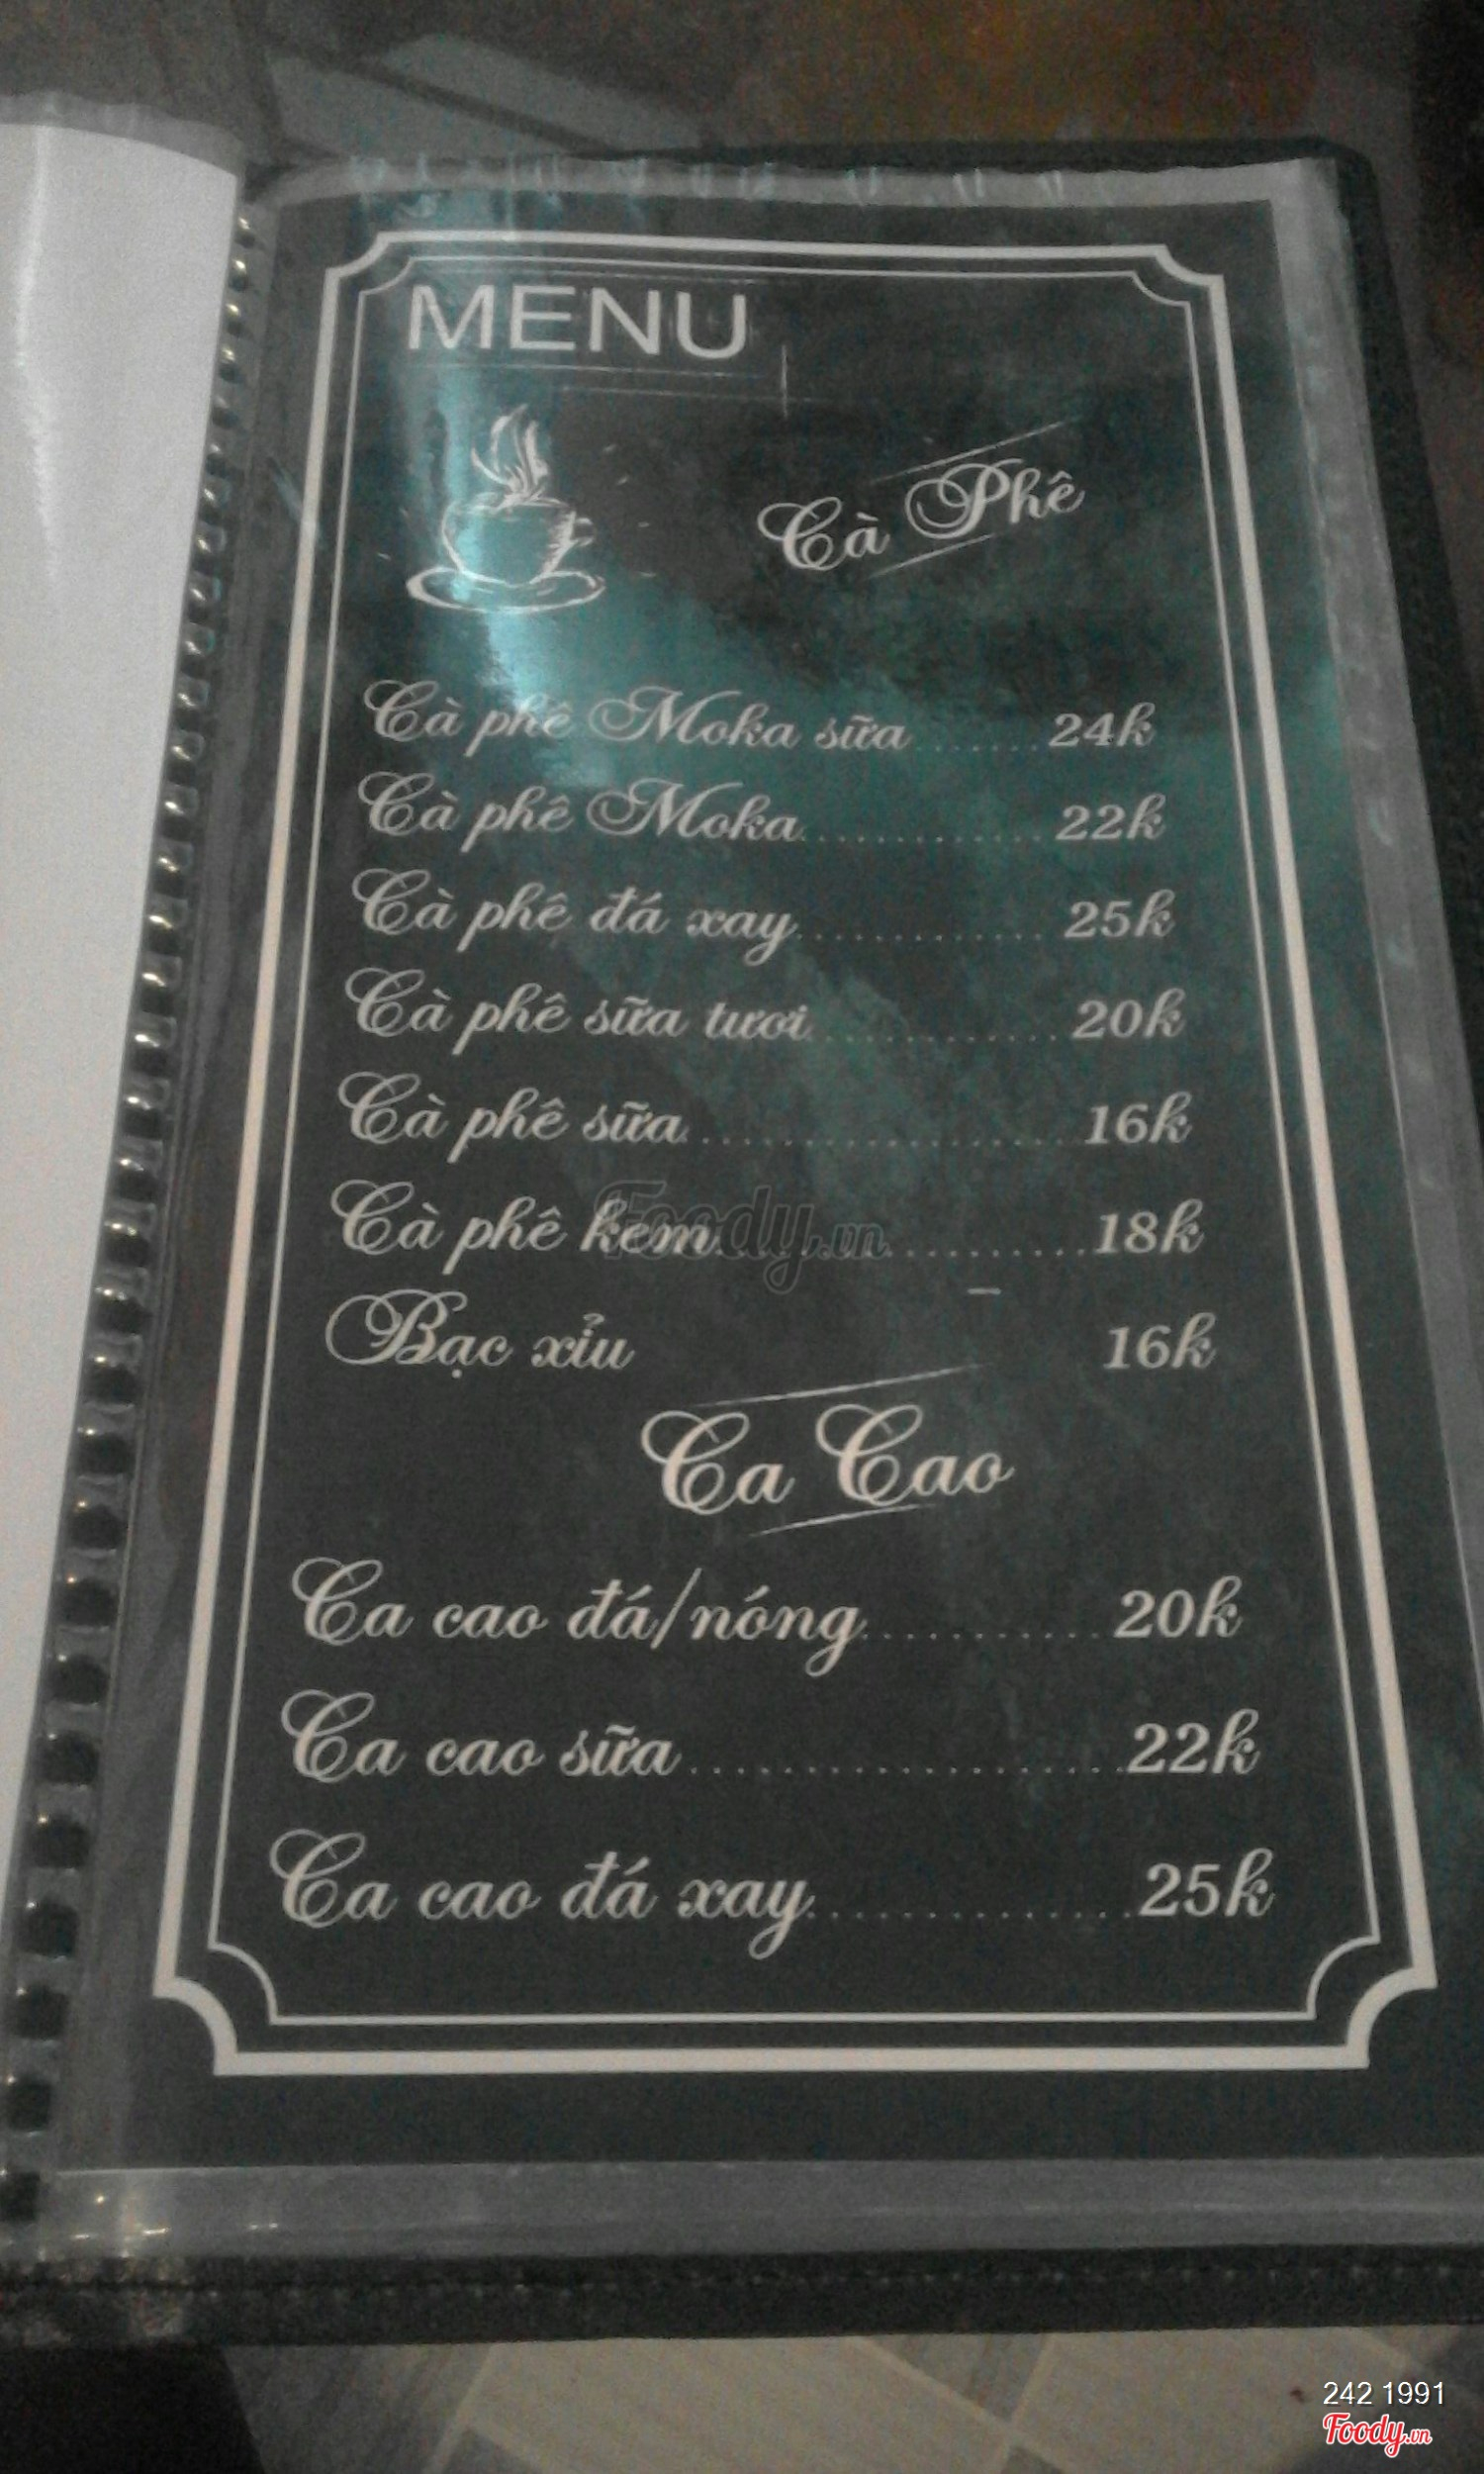 MENU
Cà Phê
Cà phê Moka sữa.......24k
Cà phê Moka.............22k
Cà phê đá xay.............25k
Cà phê sữa tươi.............20k
Cà phê sữa....................16k
Cà phê kem...................18k
Bạc xỉu 16k
Ca Cao
Ca cao đá/nóng...........20k
Ca cao sữa....................22k
Ca cao đá xay...............25k
Foody.vn
242 1991
Foody.vn